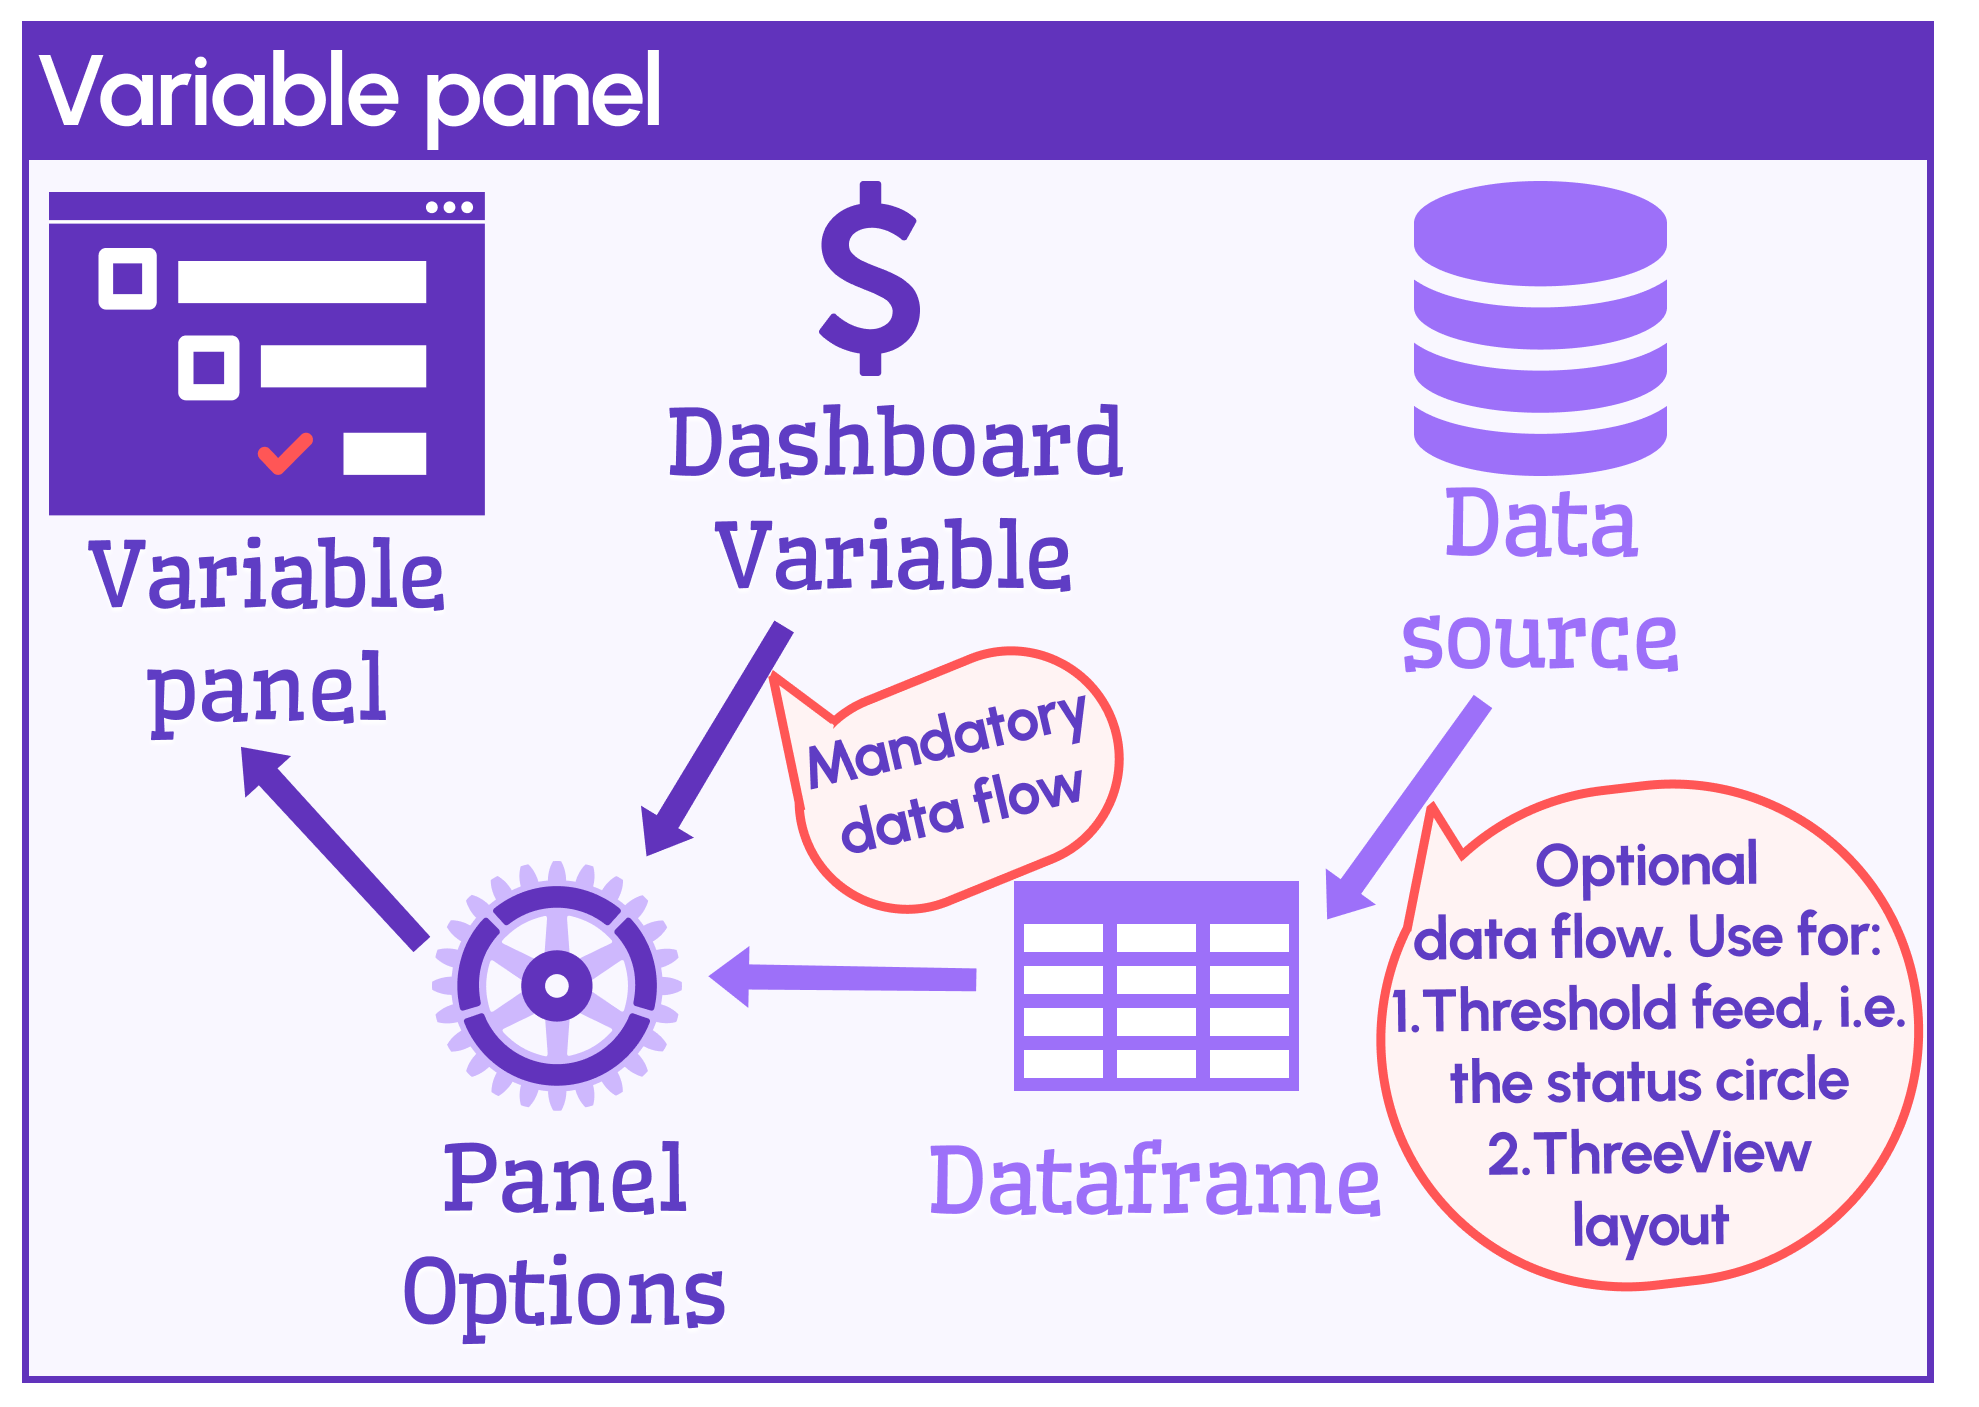 Variable panel
Variable
panel
$
Dashboard
Variable
Data
source
Mandatory
data flow
Optional
data flow. Use for:
1.Threshold feed, i.e.
the status circle
2.ThreeView
layout
Panel
Options
Dataframe